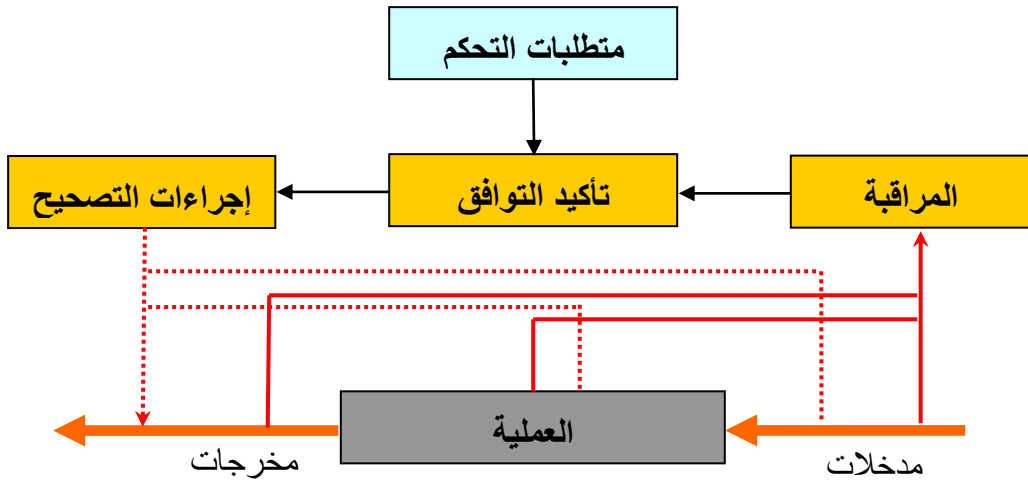 متطلبات التحكم
المراقبة
تأكيد التوافق
إجراءات التصحيح
العملية
مدخلات
مخرجات